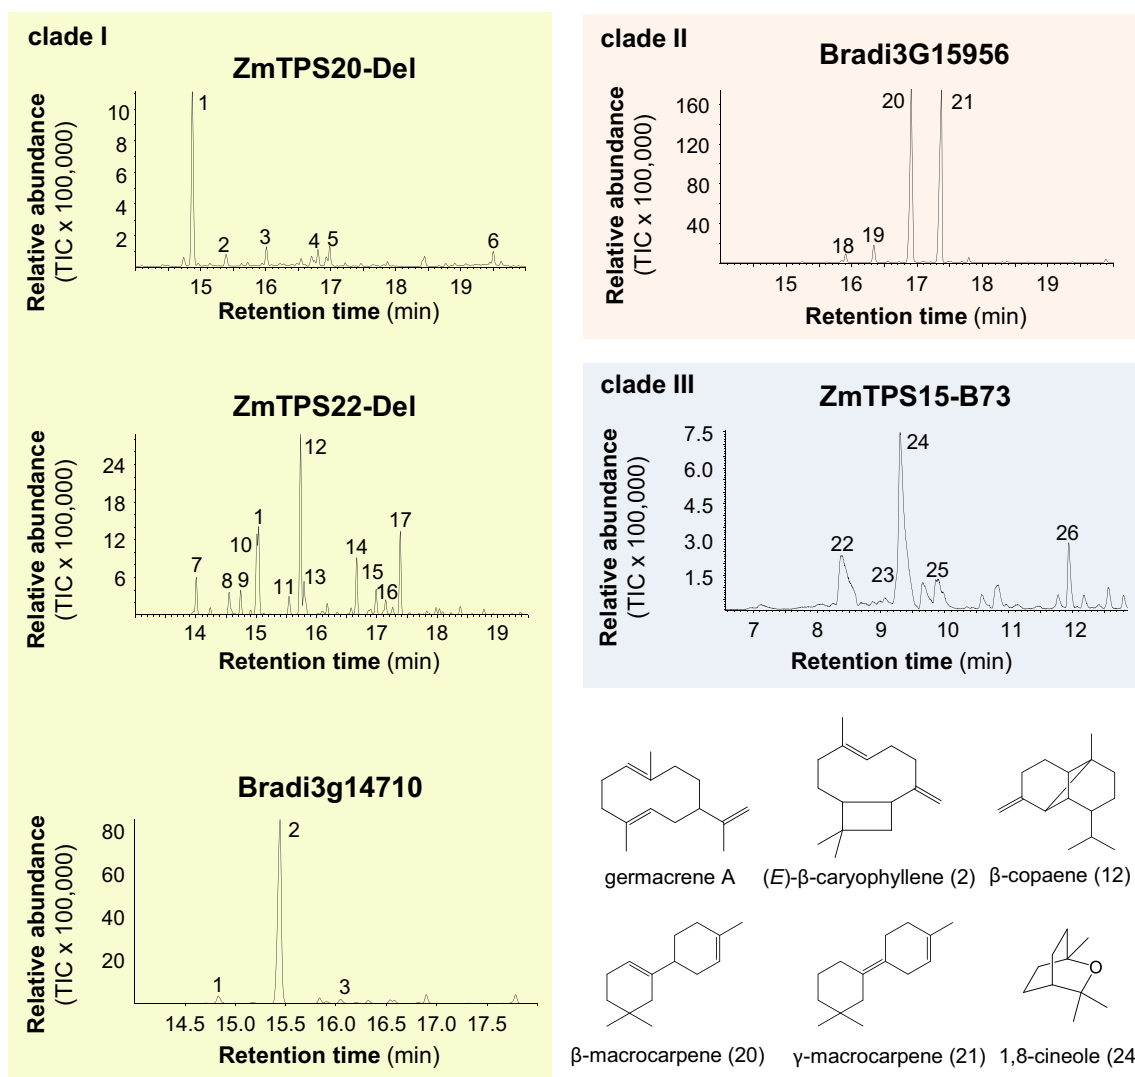 clade I
ZmTPS20-Del
Relative abundance
(TIC x 100,000)
10
8
6
4
2
1
2
3
4
5
6
15
16
17
18
19
Retention time (min)
ZmTPS22-Del
Relative abundance
(TIC x 100,000)
24
18
12
6
7
8
9
10
1
11
12
13
14
15
16
17
14
15
16
17
18
19
Retention time (min)
Bradi3g14710
Relative abundance
(TIC x 100,000)
80
60
40
20
1
2
3
14.5 15.0 15.5 16.5 16.0 16.5 17.0 17.5
Retention time (min)
clade II
Bradi3G15956
Relative abundance
(TIC x 100,000)
160
120
80
40
18
19
20
21
15
16
17
18
19
Retention time (min)
clade III
ZmTPS15-B73
Relative abundance
(TIC x 100,000)
7.5
6.0
4.5
3.0
1.5
22
23
24
25
26
7
8
9
10
11
12
Retention time (min)
germacrene A
(E)-β-caryophyllene (2)
β-copaene (12)
O
β-macrocarpene (20)
γ-macrocarpene (21)
1,8-cineole (24